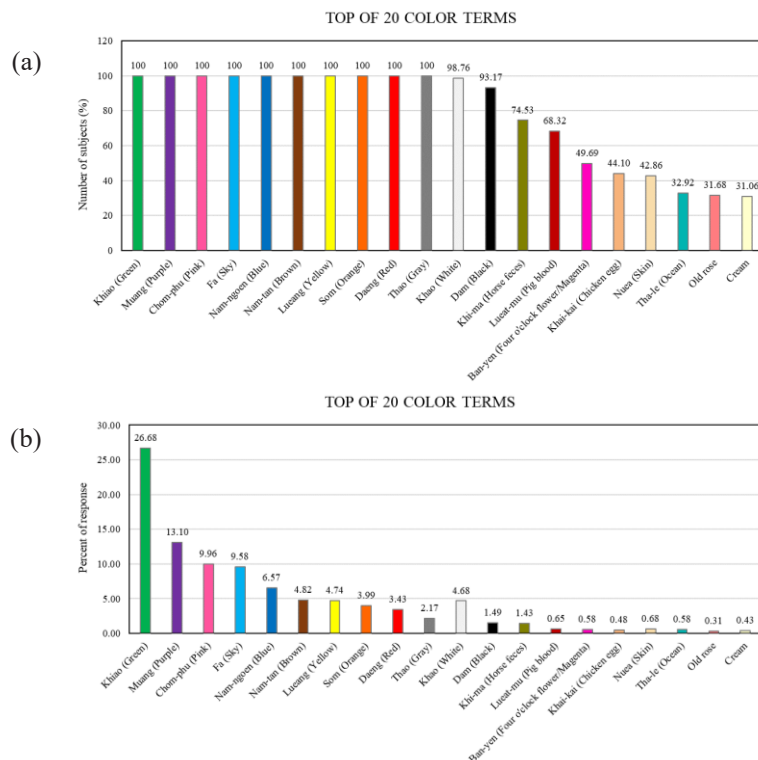 (a)
TOP OF 20 COLOR TERMS
Number of subjects (%)
120
100
80
60
40
20
0
100 100 100 100 100 100 100 100 100 100 98.76 93.17 74.53 68.32 49.69 44.10 42.86 32.92 31.68 31.06
Khiao (Green)
Muang (Purple)
Chom-phu (Pink)
Fa (Sky)
Nam-ngoen (Blue)
Nam-tan (Brown)
Lueang (Yellow)
Som (Orange)
Daeng (Red)
Thao (Gray)
Khao (White)
Dam (Black)
Khi-ma (Horse feces)
Lueat-mu (Pig blood)
Ban-yen (Four o'clock flower/Magenta)
Khai-kai (Chicken egg)
Nuea (Skin)
Tha-le (Ocean)
Old rose
Cream
(b)
TOP OF 20 COLOR TERMS
Percent of response
30.00
25.00
20.00
15.00
10.00
5.00
0.00
26.68 13.10 9.96 9.58 6.57 4.82 4.74 3.99 3.43 2.17 4.68 1.49 1.43 0.65 0.58 0.48 0.68 0.58 0.31 0.43
Khiao (Green)
Muang (Purple)
Chom-phu (Pink)
Fa (Sky)
Nam-ngoen (Blue)
Nam-tan (Brown)
Lueang (Yellow)
Som (Orange)
Daeng (Red)
Thao (Gray)
Khao (White)
Dam (Black)
Khi-ma (Horse feces)
Lueat-mu (Pig blood)
Ban-yen (Four o'clock flower/Magenta)
Khai-kai (Chicken egg)
Nuea (Skin)
Tha-le (Ocean)
Old rose
Cream